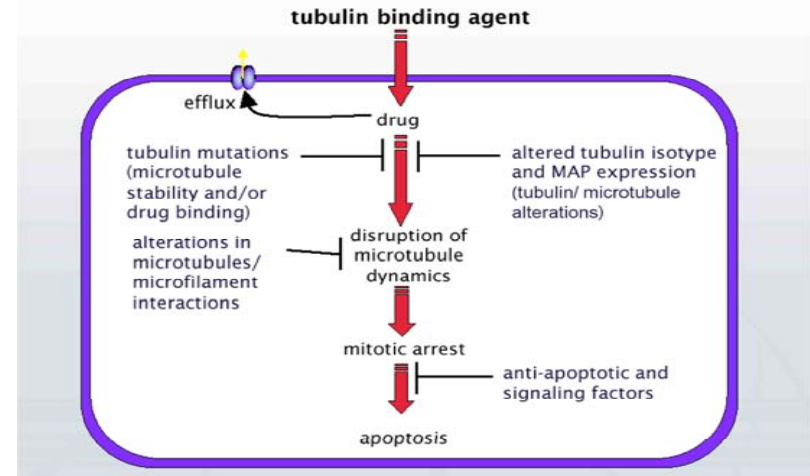 tubulin binding agent
efflux
drug
tubulin mutations
(microtubule
stability and/or
drug binding)
altered tubulin isotype
and MAP expression
(tubulin/ microtubule
alterations)
alterations in
microtubules/
microfilament
interactions
disruption of
microtubule
dynamics
mitotic arrest
anti-apoptotic and
signaling factors
apoptosis